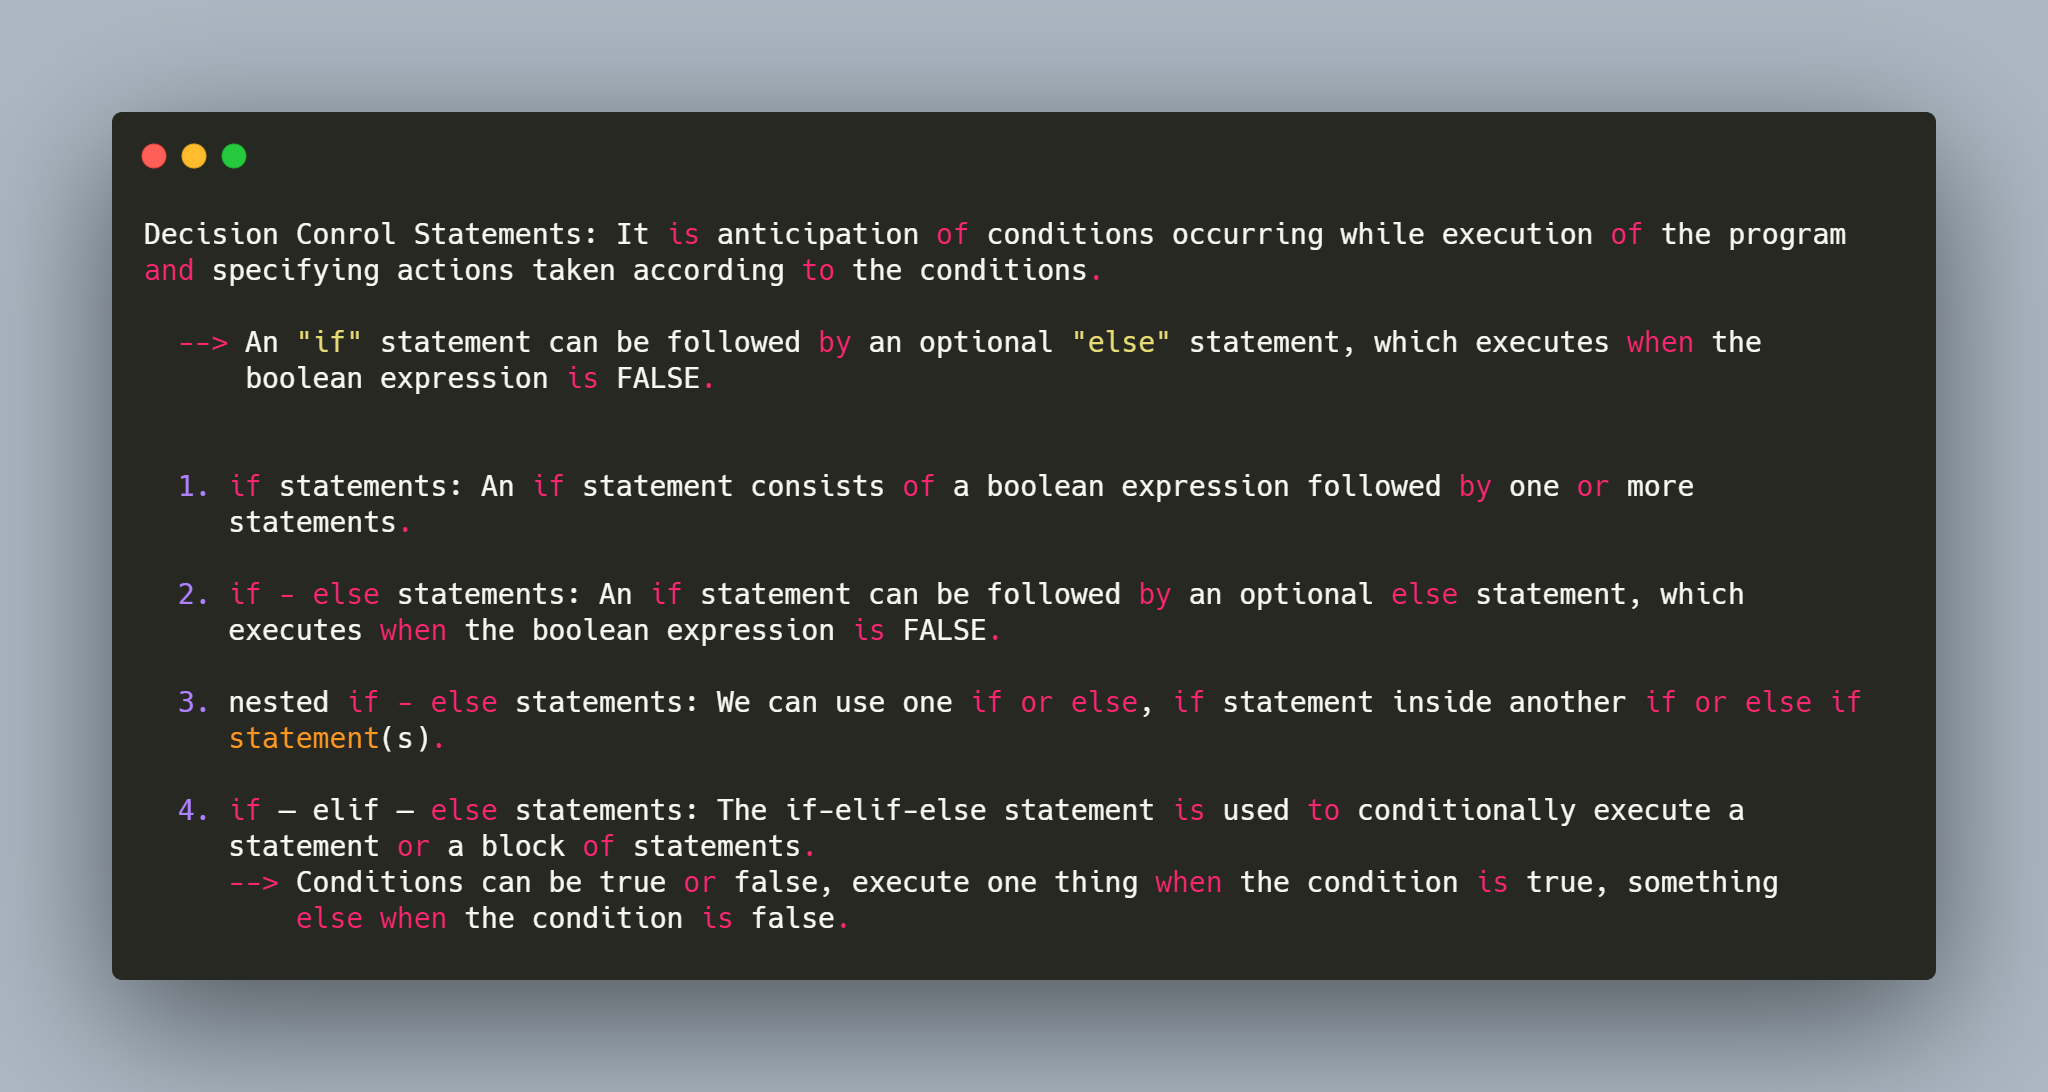 Decision Conrol Statements: It is anticipation of conditions occurring while execution of the program
and specifying actions taken according to the conditions.
--> An "if" statement can be followed by an optional "else" statement, which executes when the
boolean expression is FALSE.
1. if statements: An if statement consists of a boolean expression followed by one or more
statements.
2. if - else statements: An if statement can be followed by an optional else statement, which
executes when the boolean expression is FALSE.
3. nested if - else statements: We can use one if or else, if statement inside another if or else if
statement(s).
4. if – elif – else statements: The if-elif-else statement is used to conditionally execute a
statement or a block of statements.
--> Conditions can be true or false, execute one thing when the condition is true, something
else when the condition is false.